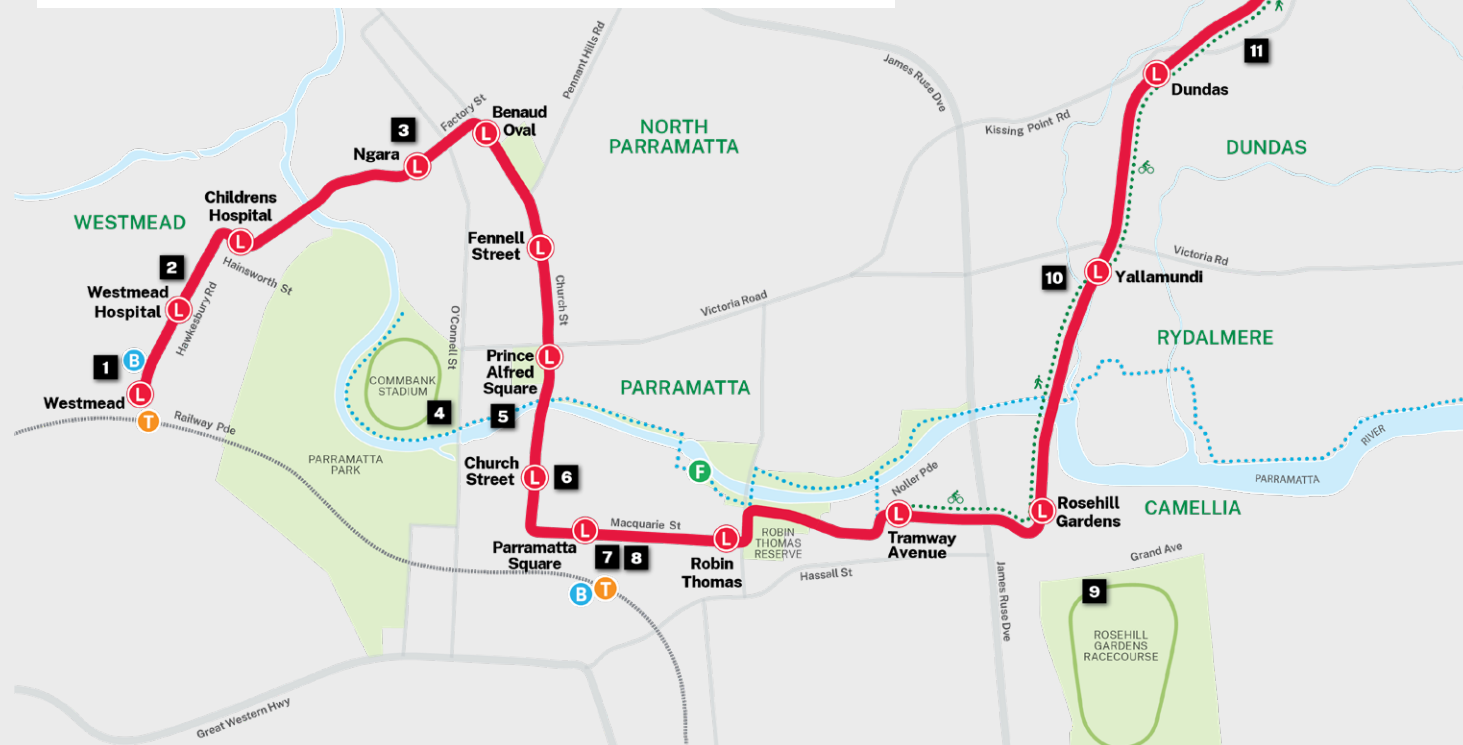 11
L
Dundas
James Ruse Dve
Pennant Hills Rd
Factory St
Benaud
Oval
L
3
Ngara
L
NORTH
PARRAMATTA
Kissing Point Rd
DUNDAS
Childrens
Hospital
L
WESTMEAD
Fennell
Street
L
2
Hainsworth St
Westmead
Hospital
L
Hawkesbury Rd
Church St
O'Connell St
Victoria Road
Victoria Rd
10
L
Yallamundi
RYDALMERE
B
1
L
Westmead
T
Railway Pde
COMMBANK
STADIUM
4
Prince
Alfred
Square
L
5
PARRAMATTA
PARRAMATTA
PARK
Church
Street
L
6
F
Noller Pde
RIVER
PARRAMATTA
L
Rosehill
Gardens
CAMELLIA
L
Parramatta
Square
Macquarie St
7
8
L
Robin
Thomas
ROBIN
THOMAS
RESERVE
L
Tramway
Avenue
Hassall St
B
T
James Ruse Dve
Grand Ave
9
ROSEHILL
GARDENS
RACECOURSE
Great Western Hwy